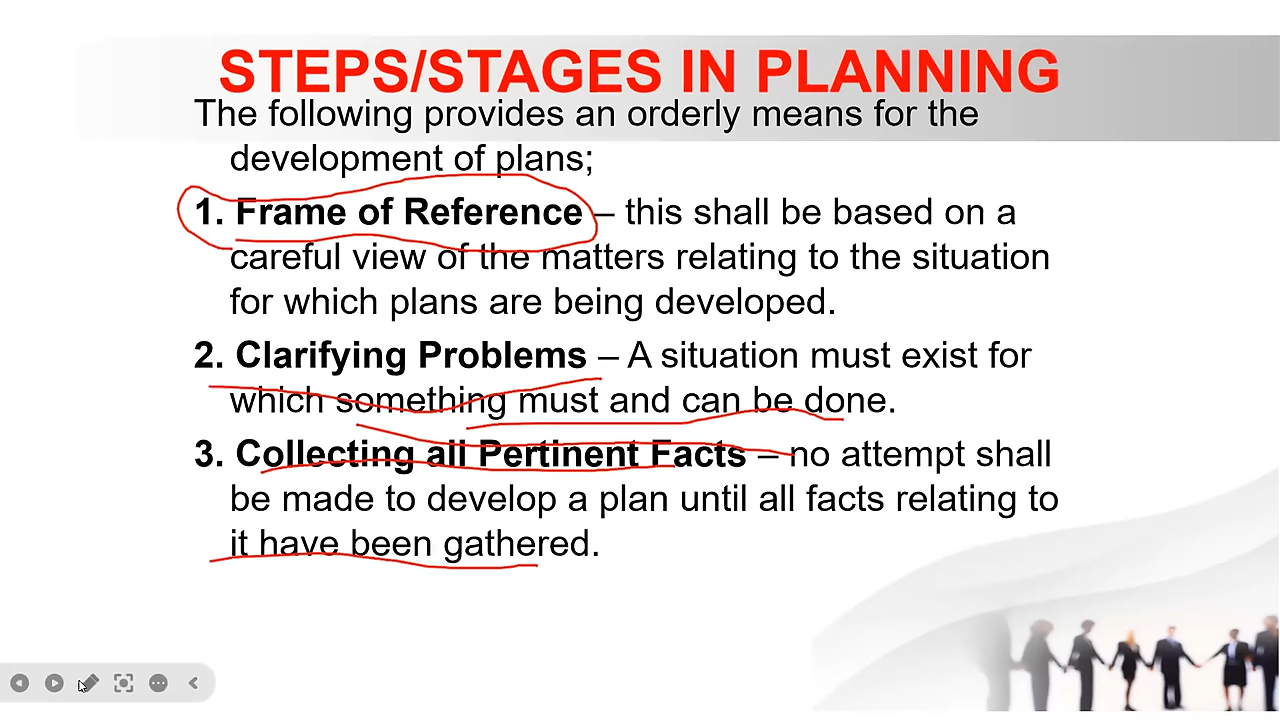 STEPS/STAGES IN PLANNING
The following provides an orderly means for the
development of plans;
1. Frame of Reference – this shall be based on a
careful view of the matters relating to the situation
for which plans are being developed.
2. Clarifying Problems – A situation must exist for
which something must and can be done.
3. Collecting all Pertinent Facts – no attempt shall
be made to develop a plan until all facts relating to
it have been gathered.